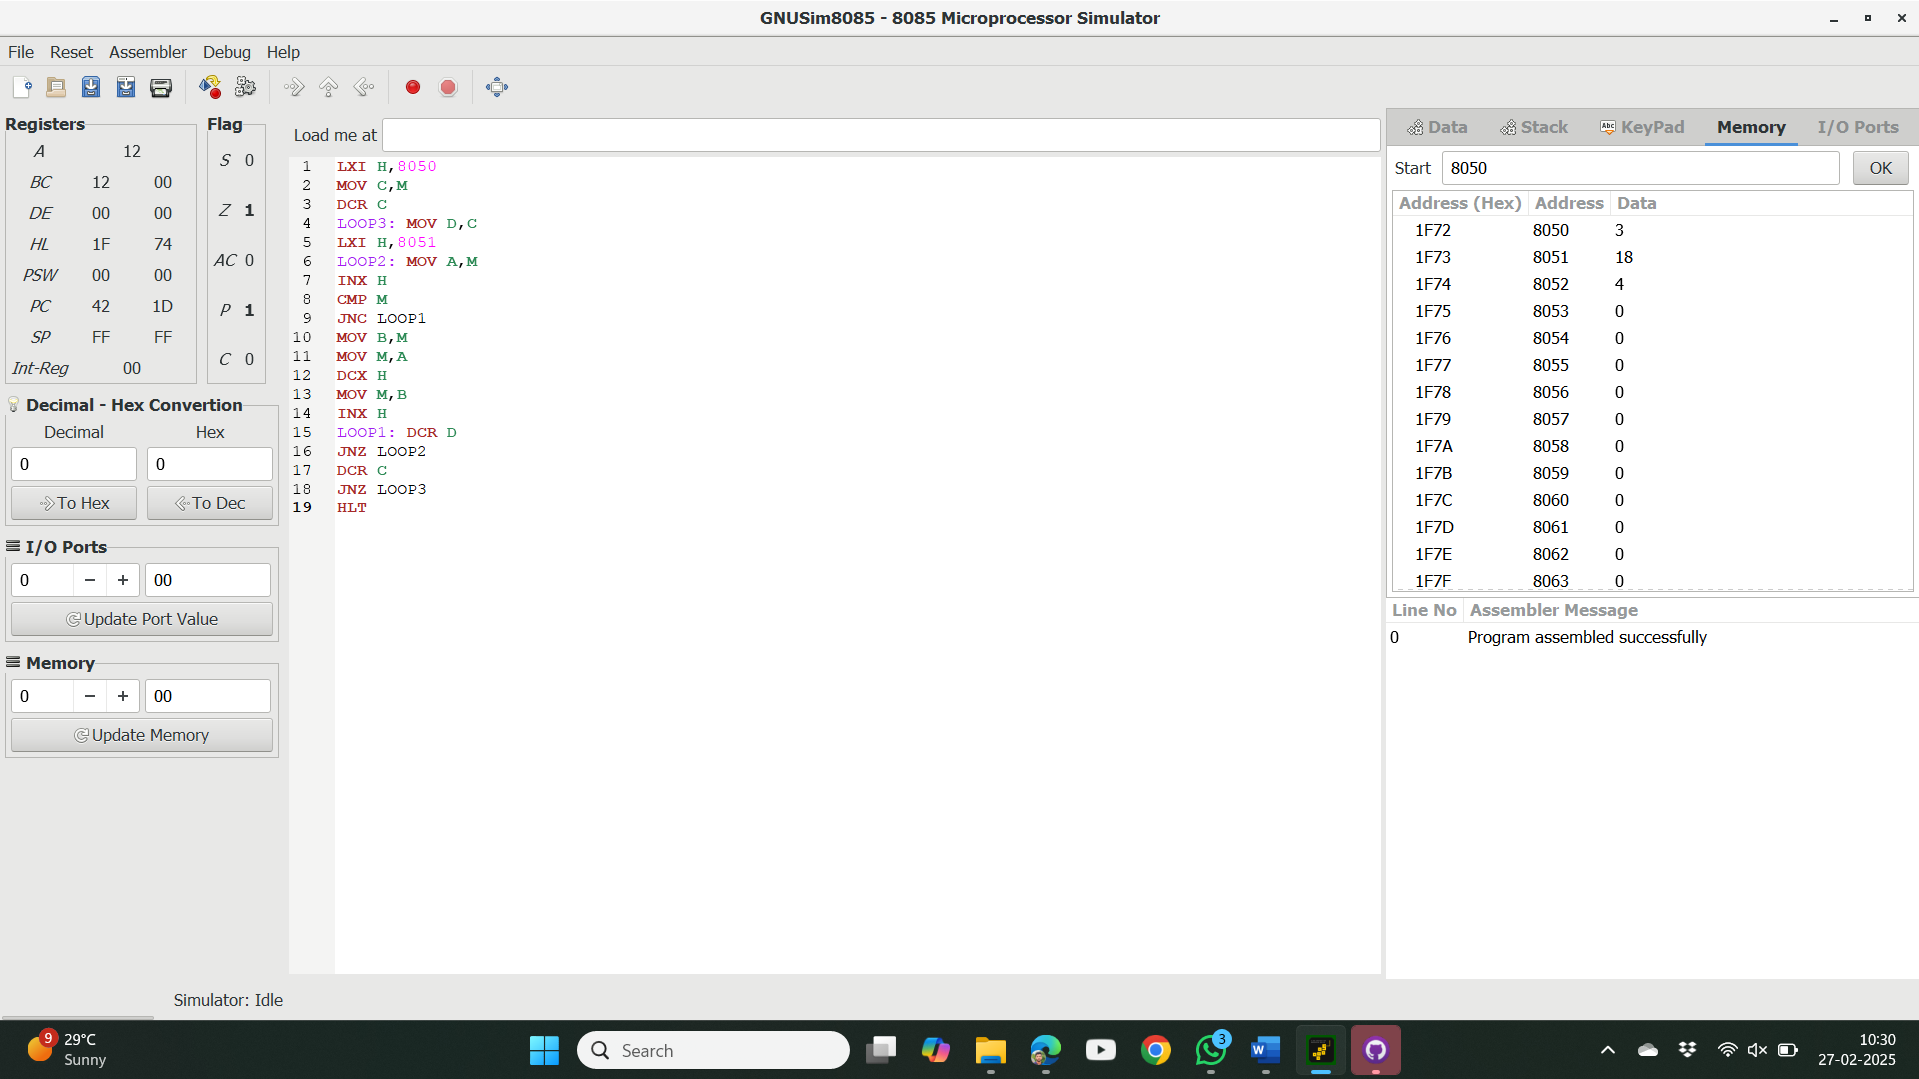 GNUSim8085 - 8085 Microprocessor Simulator
File Reset Assembler Debug Help
Registers
A 12
BC 12 00
DE 00 00
HL 1F 74
PSW 00 00
PC 42 1D
SP FF FF
Int-Reg 00
Flag
S 0
Z 1
AC 0
P 1
C 0
Decimal - Hex Convertion
Decimal Hex
0 0
To Hex To Dec
I/O Ports
0 − + 00
Update Port Value
Memory
0 − + 00
Update Memory
Load me at
1 LXI H,8050
2 MOV C,M
3 DCR C
4 LOOP3: MOV D,C
5 LXI H,8051
6 LOOP2: MOV A,M
7 INX H
8 CMP M
9 JNC LOOP1
10 MOV B,M
11 MOV M,A
12 DCX H
13 MOV M,B
14 INX H
15 LOOP1: DCR D
16 JNZ LOOP2
17 DCR C
18 JNZ LOOP3
19 HLT
Data Stack Abc KeyPad Memory I/O Ports
Start 8050 OK
Address (Hex) Address Data
1F72 8050 3
1F73 8051 18
1F74 8052 4
1F75 8053 0
1F76 8054 0
1F77 8055 0
1F78 8056 0
1F79 8057 0
1F7A 8058 0
1F7B 8059 0
1F7C 8060 0
1F7D 8061 0
1F7E 8062 0
1F7F 8063 0
Line No Assembler Message
0 Program assembled successfully
Simulator: Idle
9 29°C
Sunny
Search
3
W
10:30
27-02-2025